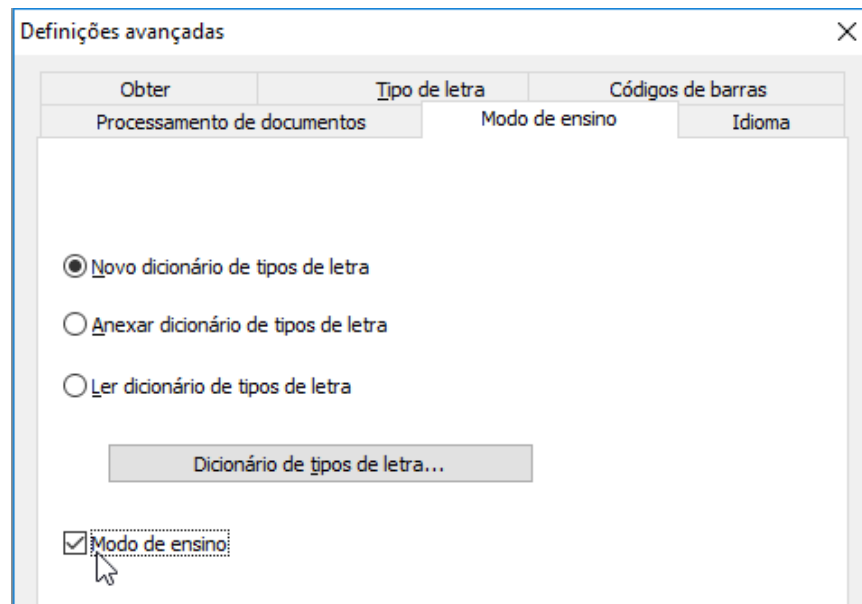 Definições avançadas
Obter Tipo de letra Códigos de barras
Processamento de documentos Modo de ensino Idioma
Novo dicionário de tipos de letra
Anexar dicionário de tipos de letra
Ler dicionário de tipos de letra
Dicionário de tipos de letra...
Modo de ensino